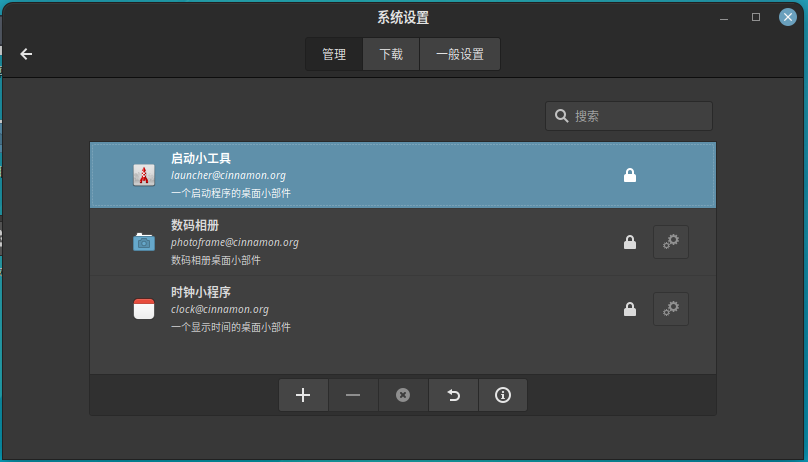 系统设置
管理
下载
一般设置
搜索
启动小工具
launcher@cinnamon.org
一个启动程序的桌面小部件
数码相册
photoframe@cinnamon.org
数码相册桌面小部件
时钟小程序
clock@cinnamon.org
一个显示时间的桌面小部件